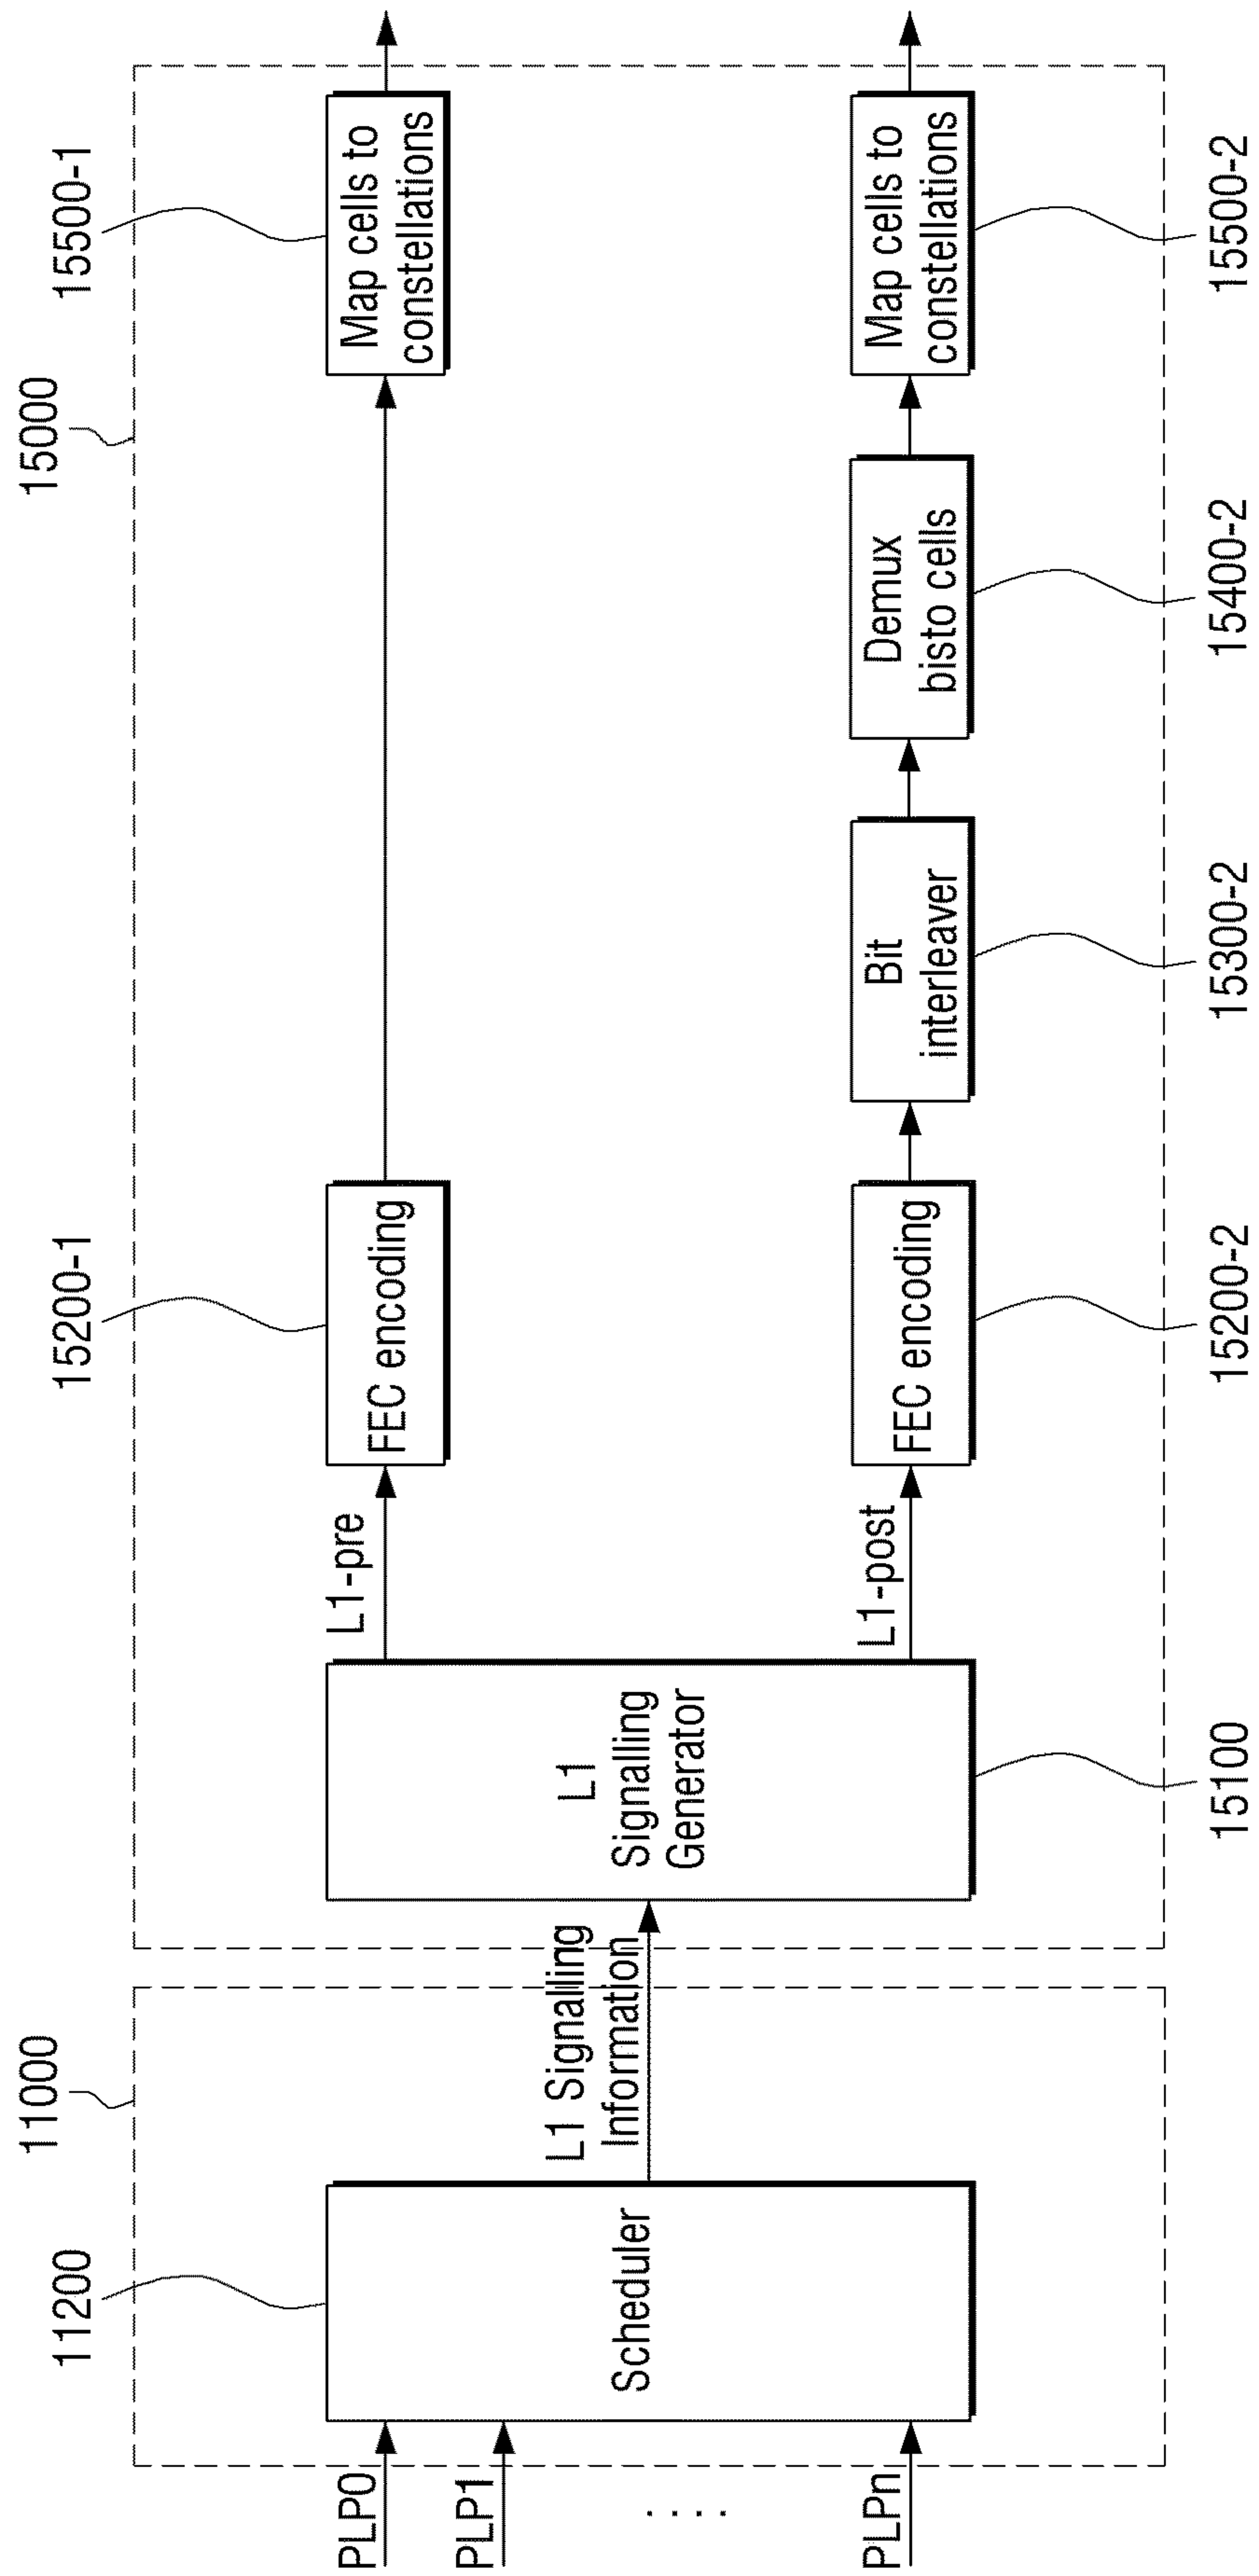 11000
15000
11200
15200-1
15500-1
PLP0
PLP1
. . . .
PLPn
Scheduler
L1 Signalling
Information
L1
Signalling
Generator
L1-pre
FEC encoding
Map cells to
constellations
L1-post
FEC encoding
Bit
interleaver
Demux
bisto cells
Map cells to
constellations
15100
15200-2
15300-2
15400-2
15500-2